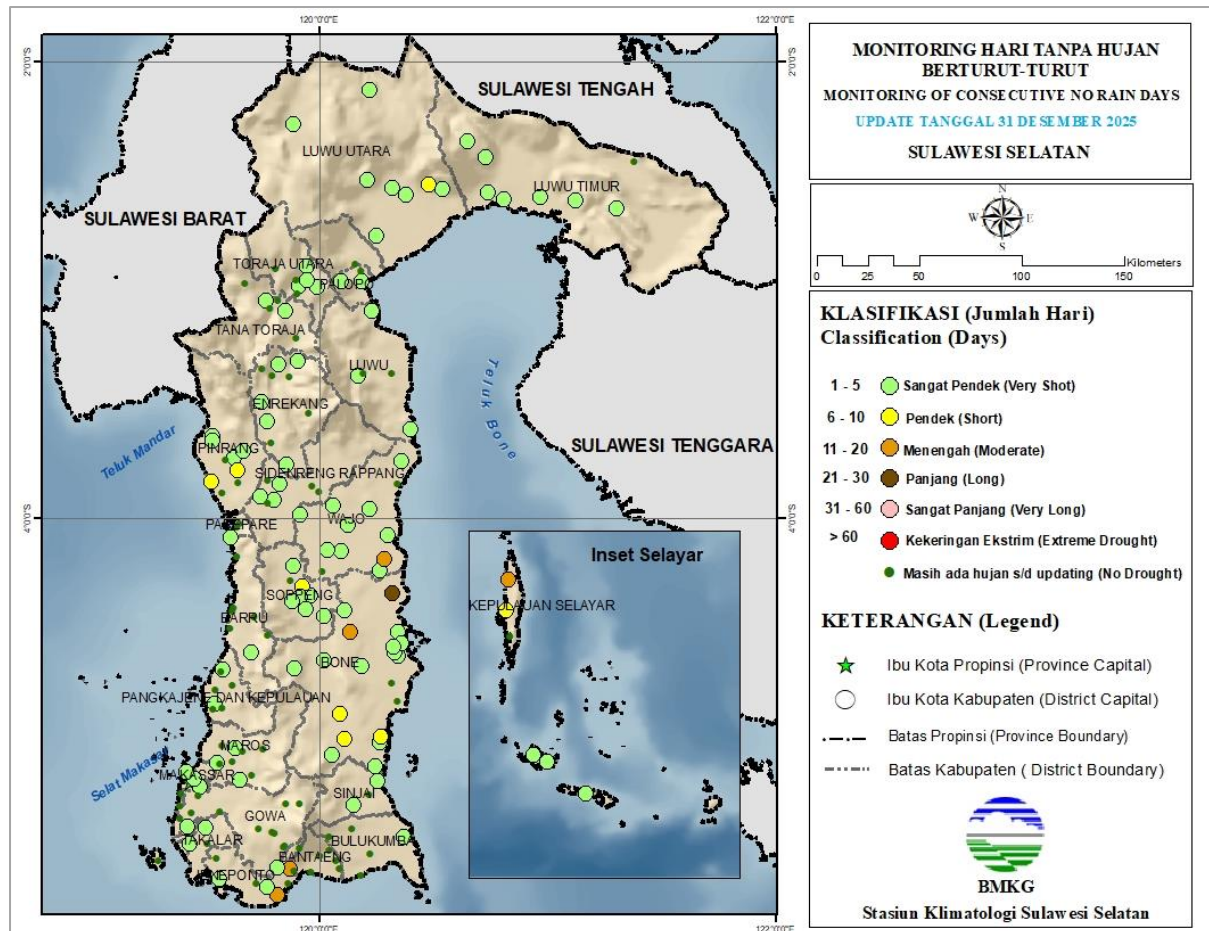 120°0'0"E
122°0'0"E
2°0'0"S
SULAWESI TENGAH
LUWU UTARA
LUWU TIMUR
SULAWESI BARAT
TORAJA UTARA
PALOPO
TANA TORAJA
LUWU
Teluk Bone
ENREKANG
Teluk Mandar
PINRANG
SULAWESI TENGGARA
SIDENRENG RAPPANG
4°0'0"S
WAJO
PAREPARE
Inset Selayar
SOPPENG
KEPULAUAN SELAYAR
BARRU
BONE
PANGKAJENE DAN KEPULAUAN
MAROS
Selat Makasar
MAKASSAR
SINJAI
GOWA
TAKALAR
BULUKUMBA
BANTAENG
JENEPONTO
120°0'0"E
122°0'0"E
MONITORING HARI TANPA HUJAN
BERTURUT-TURUT
MONITORING OF CONSECUTIVE NO RAIN DAYS
UPDATE TANGGAL 31 DESEMBER 2025
SULAWESI SELATAN
N
W E
S
Kilometers
0 25 50 100 150
KLASIFIKASI (Jumlah Hari)
Classification (Days)
1 - 5 Sangat Pendek (Very Shot)
6 - 10 Pendek (Short)
11 - 20 Menengah (Moderate)
21 - 30 Panjang (Long)
31 - 60 Sangat Panjang (Very Long)
> 60 Kekeringan Ekstrim (Extreme Drought)
Masih ada hujan s/d updating (No Drought)
KETERANGAN (Legend)
Ibu Kota Propinsi (Province Capital)
Ibu Kota Kabupaten (District Capital)
Batas Propinsi (Province Boundary)
Batas Kabupaten ( District Boundary)
BMKG
Stasiun Klimatologi Sulawesi Selatan